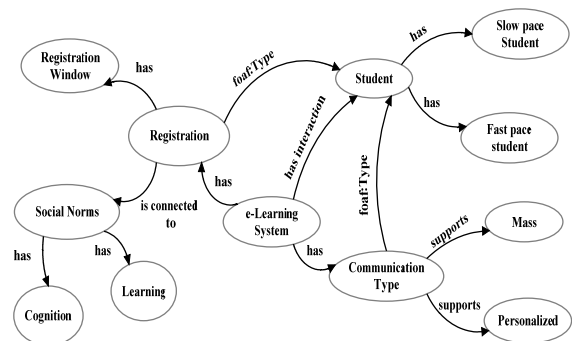 Registration
Window
has
foaf:Type
Student
has
Slow pace
Student
has
Fast pace
student
Registration
has interaction
foaf:Type
has
Social Norms
is connected
to
e-Learning
System
has
supports
Mass
has
has
Communication
Type
Learning
supports
Cognition
Personalized